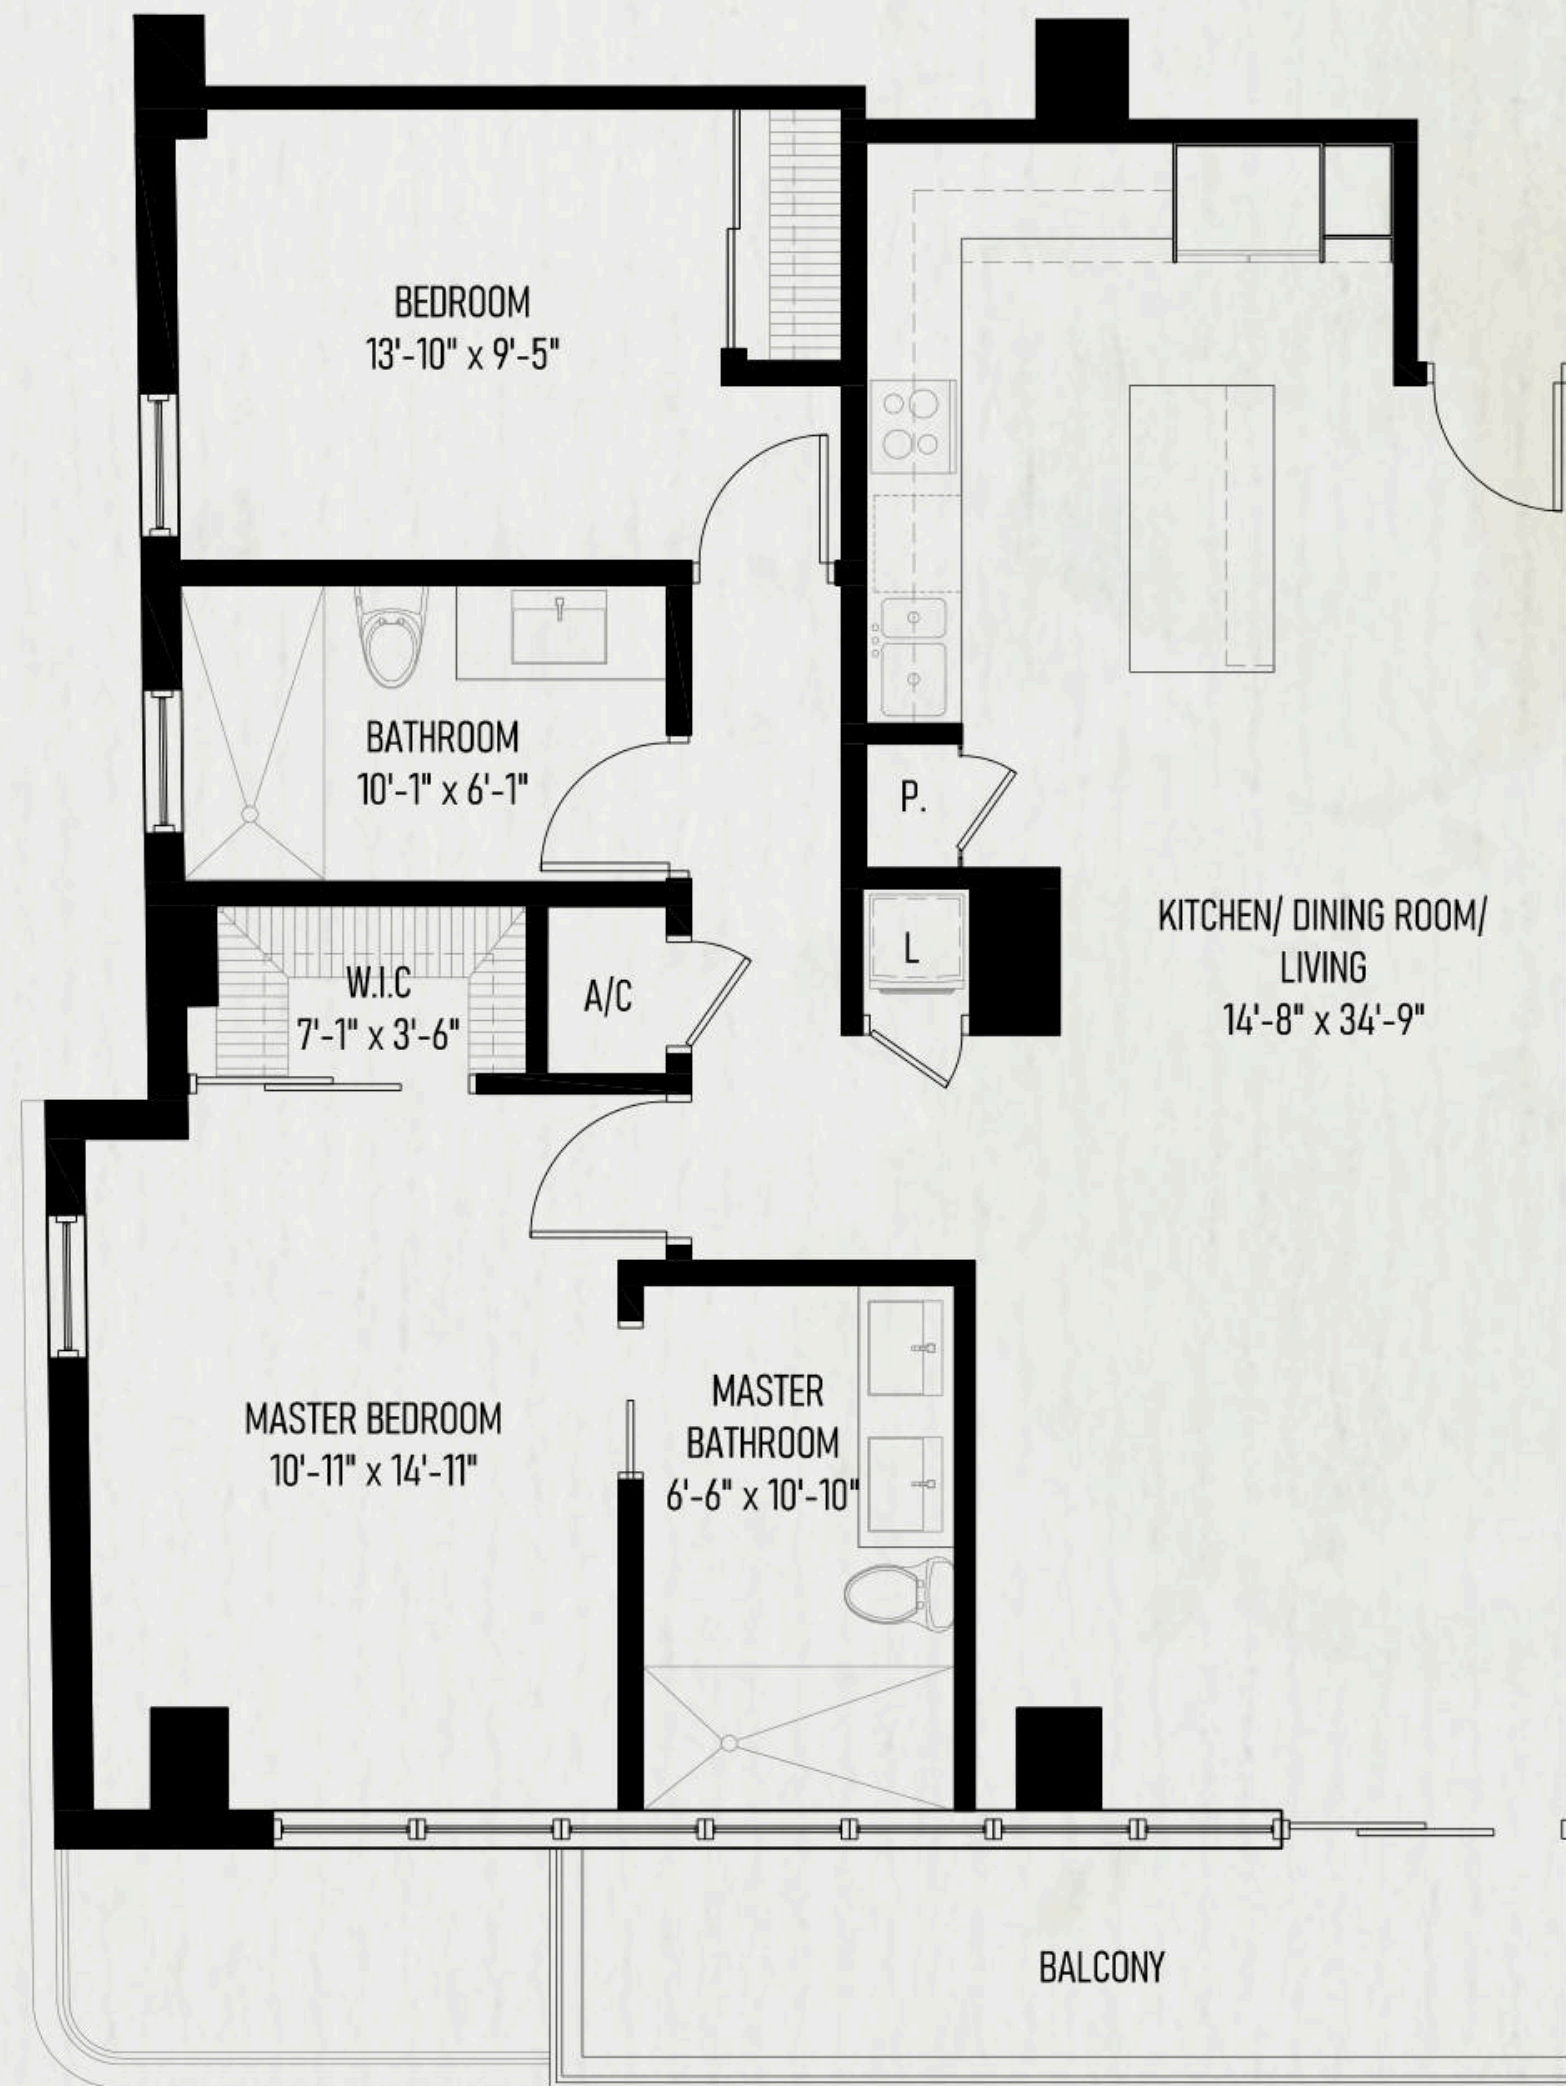 BEDROOM
13'-10" x 9'-5"
BATHROOM
10'-1" x 6'-1"
P.
KITCHEN/ DINING ROOM/
LIVING
14'-8" x 34'-9"
L
W.I.C
7'-1" x 3'-6"
A/C
MASTER BEDROOM
10'-11" x 14'-11"
MASTER
BATHROOM
6'-6" x 10'-10"
BALCONY